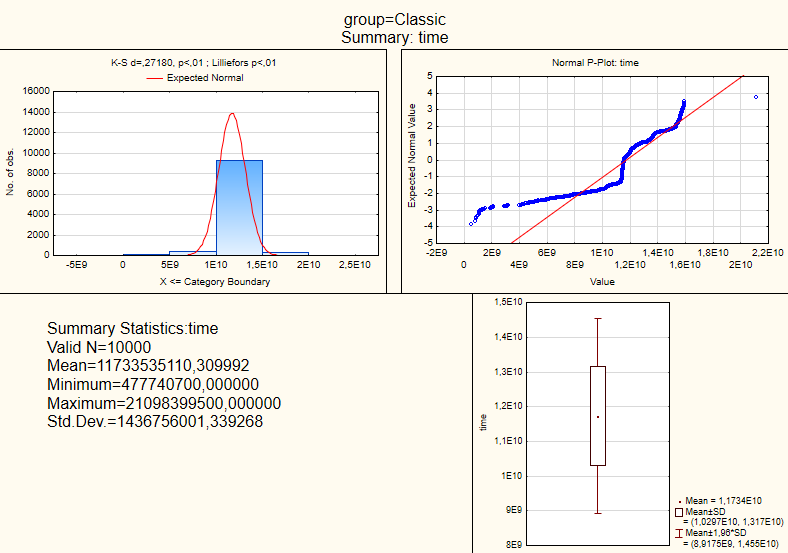 group=Classic
Summary: time
K-S d=,27180, p<,01 ; Lilliefors p<,01
Expected Normal
No. of obs.
16000
14000
12000
10000
8000
6000
4000
2000
0
-5E9 0 5E9 1E10 1,5E10 2E10 2,5E10
X <= Category Boundary
Normal P-Plot: time
Expected Normal Value
5
4
3
2
1
0
-1
-2
-3
-4
-5
-2E9 2E9 6E9 1E10 1,4E10 1,8E10 2,2E10
0 4E9 8E9 1,2E10 1,6E10 2E10
Value
Summary Statistics:time
Valid N=10000
Mean=11733535110,309992
Minimum=477740700,000000
Maximum=21098399500,000000
Std.Dev.=1436756001,339268
time
1,5E10
1,4E10
1,3E10
1,2E10
1,1E10
1E10
9E9
8E9
Mean = 1,1734E10
Mean±SD
= (1,0297E10, 1,317E10)
Mean±1,96*SD
= (8,9175E9, 1,455E10)